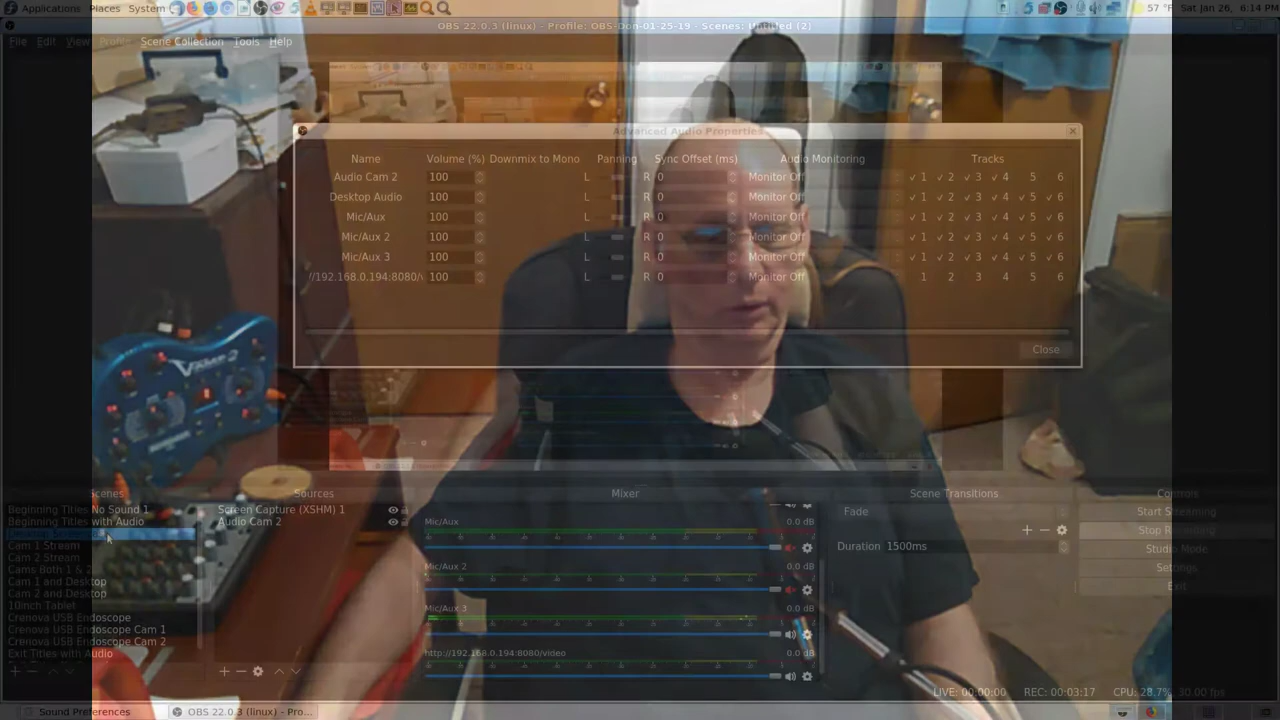 Applications Places System
57 °F Sat Jan 26, 6:14 PM
OBS 22.0.3 (linux) - Profile: OBS-Don-01-25-19 - Scenes: Untitled (2)
File Edit View Profile Scene Collection Tools Help
Advanced Audio Properties
Name Volume (%) Downmix to Mono Panning Sync Offset (ms) Audio Monitoring Tracks
Audio Cam 2 100 L R 0 Monitor Off 1 2 3 4 5 6
Desktop Audio 100 L R 0 Monitor Off 1 2 3 4 5 6
Mic/Aux 100 L R 0 Monitor Off 1 2 3 4 5 6
Mic/Aux 2 100 L R 0 Monitor Off 1 2 3 4 5 6
Mic/Aux 3 100 L R 0 Monitor Off 1 2 3 4 5 6
//192.168.0.194:8080/v 100 L R 0 Monitor Off 1 2 3 4 5 6
Close
Scenes Sources Mixer Scene Transitions Controls
Beginning Titles No Sound 1
Beginning Titles with Audio
Cam 1 Stream
Cam 2 Stream
Cams Both 1 & 2
Cam 1 and Desktop
Cam 2 and Desktop
10inch Tablet
Crenova USB Endoscope
Crenova USB Endoscope Cam 1
Crenova USB Endoscope Cam 2
Exit Titles with Audio
Screen Capture (XSHM) 1
Audio Cam 2
Mic/Aux 0.0 dB
Mic/Aux 2 0.0 dB
Mic/Aux 3 0.0 dB
http://192.168.0.194:8080/video 0.0 dB
Fade
Duration 1500ms
Start Streaming
Stop Recording
Studio Mode
Settings
Exit
LIVE: 00:00:00 REC: 00:03:17 CPU: 28.7%, 30.00 fps
Sound Preferences
OBS 22.0.3 (linux) - Pro...